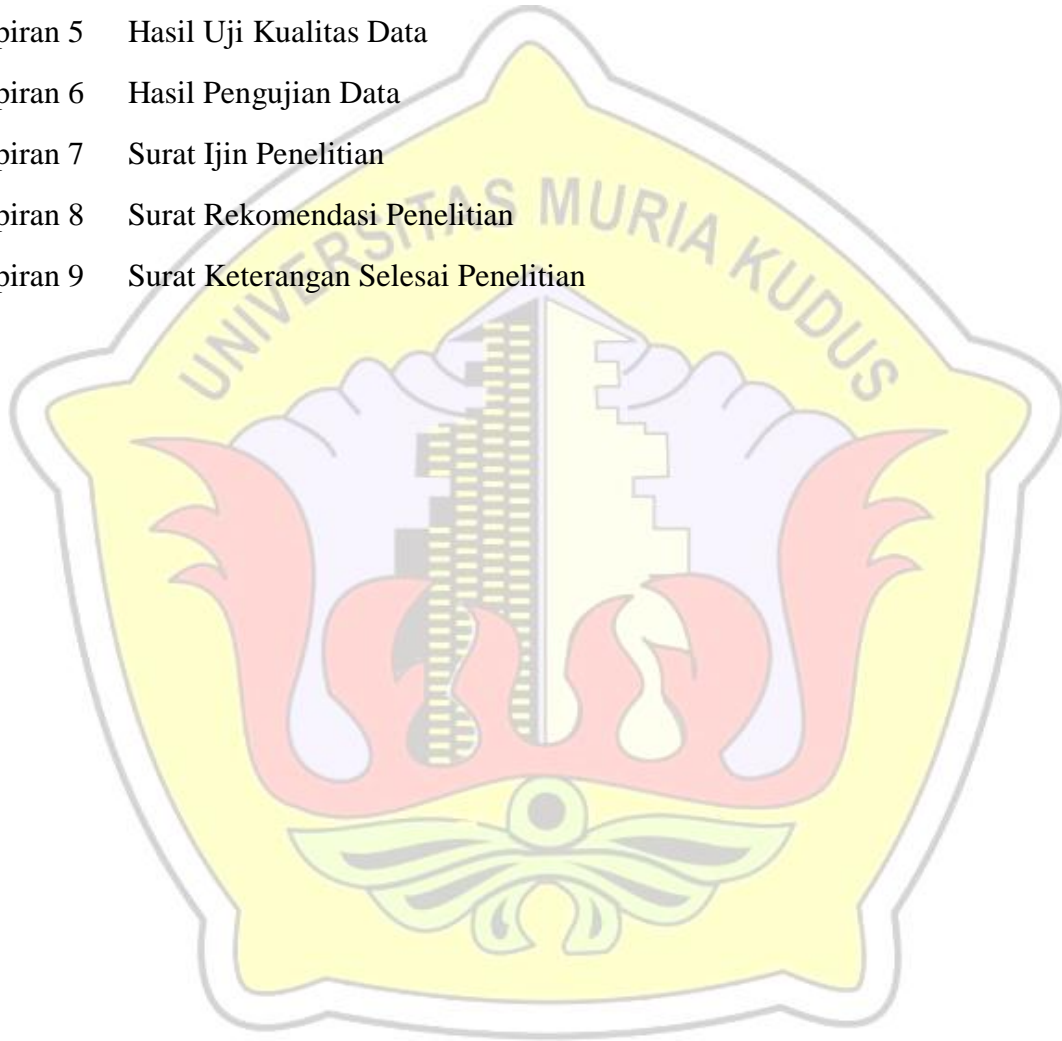 piran 5 Hasil Uji Kualitas Data
piran 6 Hasil Pengujian Data
piran 7 Surat Ijin Penelitian
piran 8 Surat Rekomendasi Penelitian
piran 9 Surat Keterangan Selesai Penelitian
UNIVERSITAS MURIA KUDUS